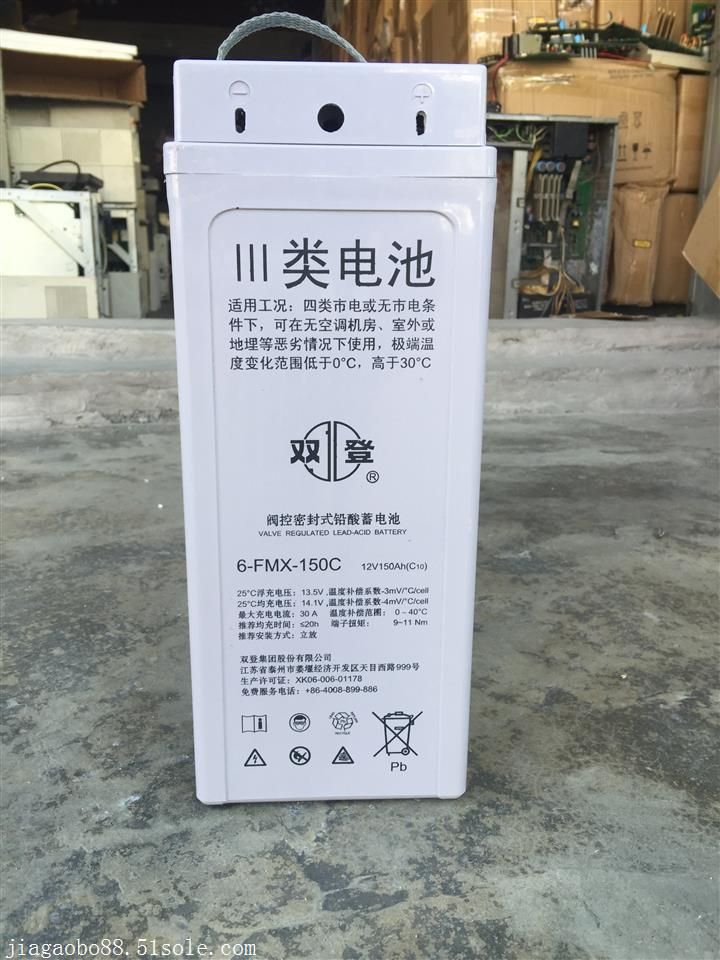 III类电池
适用工况：四类市电或无市电条
件下，可在无空调机房、室外或
地埋等恶劣情况下使用，极端温
度变化范围低于0°C，高于30°C
双登®
阀控密封式铅酸蓄电池
VALVE REGULATED LEAD-ACID BATTERY
6-FMX-150C 12V150Ah(C10)
25°C浮充电压：13.5V,温度补偿系数-3mV/°C/cell
25°C均充电压：14.1V,温度补偿系数-4mV/°C/cell
最大充电电流：30 A 温度补偿范围：0～40°C
推荐均充时间：≤20h 端子扭矩： 9~11 Nm
推荐安装方式：立放
双登集团股份有限公司
江苏省泰州市姜堰经济开发区天目西路999号
生产许可证：XK06-006-01178
免费服务电话：+86-4008-899-886
RECYCLE
Pb
jiagaobo88.51sole.com